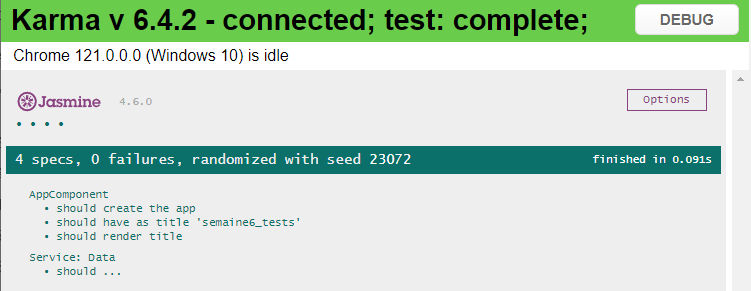 Karma v 6.4.2 - connected; test: complete;
DEBUG
Chrome 121.0.0.0 (Windows 10) is idle
Jasmine 4.6.0
Options
• • • •
4 specs, 0 failures, randomized with seed 23072
finished in 0.091s
AppComponent
• should create the app
• should have as title 'semaine6_tests'
• should render title
Service: Data
• should ...